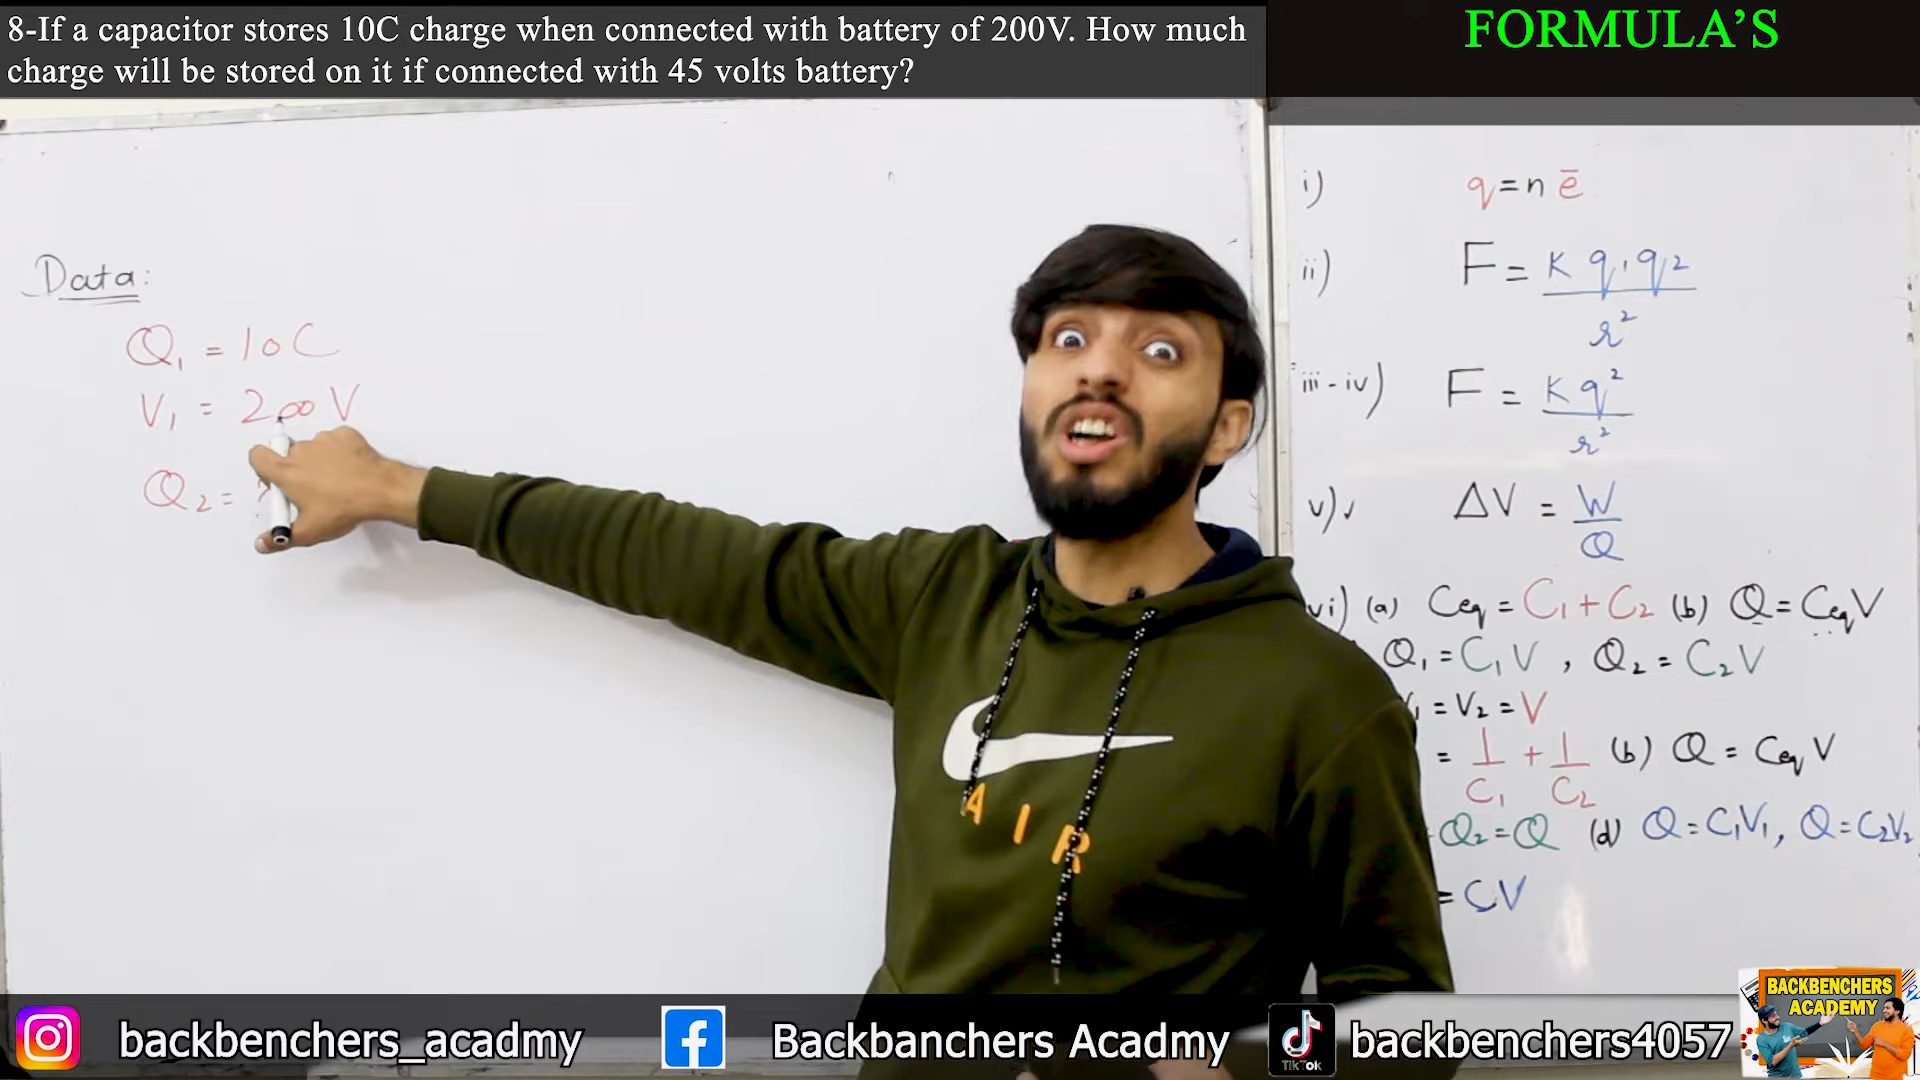 8-If a capacitor stores 10C charge when connected with battery of 200V. How much
charge will be stored on it if connected with 45 volts battery?
FORMULA'S
Data:
Q₁ = 10C
V₁ = 200 V
Q₂ =
i) q = n ē
ii) F = K q₁ q₂ / r²
iii - iv) F = K q² / r²
v) ✓ ΔV = W / Q
vi) (a) Ceq = C₁ + C₂ (b) Q = Ceq V
Q₁ = C₁ V , Q₂ = C₂ V
= V₂ = V
= 1/C₁ + 1/C₂ (b) Q = Ceq V
Q₂ = Q (d) Q = C₁V₁, Q = C₂V₂
= CV
AIR
backbenchers_acadmy
Backbanchers Acadmy
TikTok
backbenchers4057
BACKBENCHERS
ACADEMY